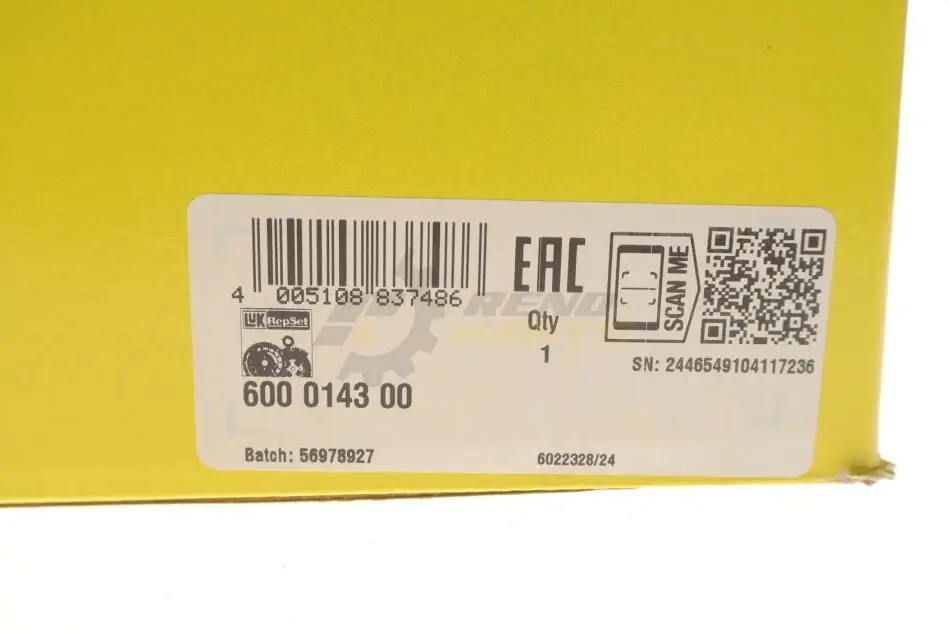 4 005108 837486
EAC
SCAN ME
Qty
1
LuK RepSet
SN: 2446549104117236
600 0143 00
Batch: 56978927
6022328/24